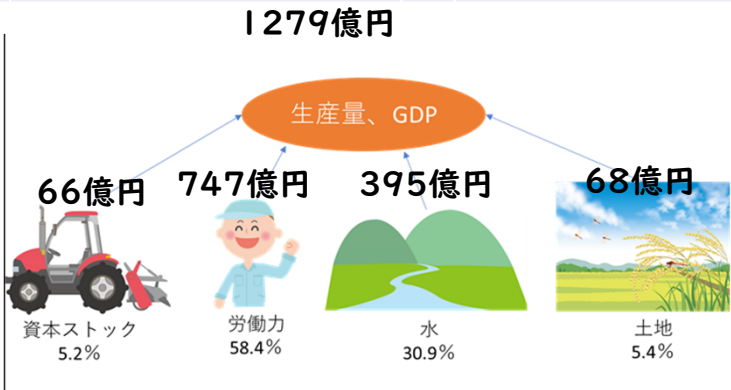 1279億円
生産量、GDP
66億円
747億円
395億円
68億円
資本ストック
5.2%
労働力
58.4%
水
30.9%
土地
5.4%